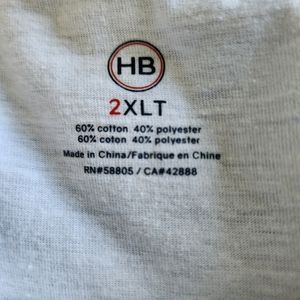 HB
2XLT
60% cotton 40% polyester
60% coton 40% polyester
Made in China/Fabrique en Chine
RN#58805 / CA#42888